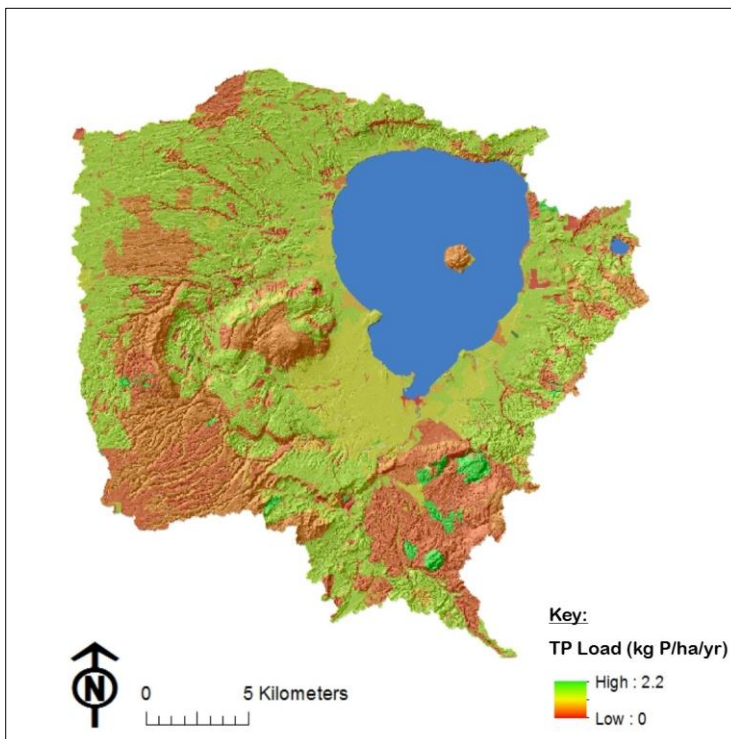 Key:
TP Load (kg P/ha/yr)
High : 2.2
Low : 0
N
0 5 Kilometers